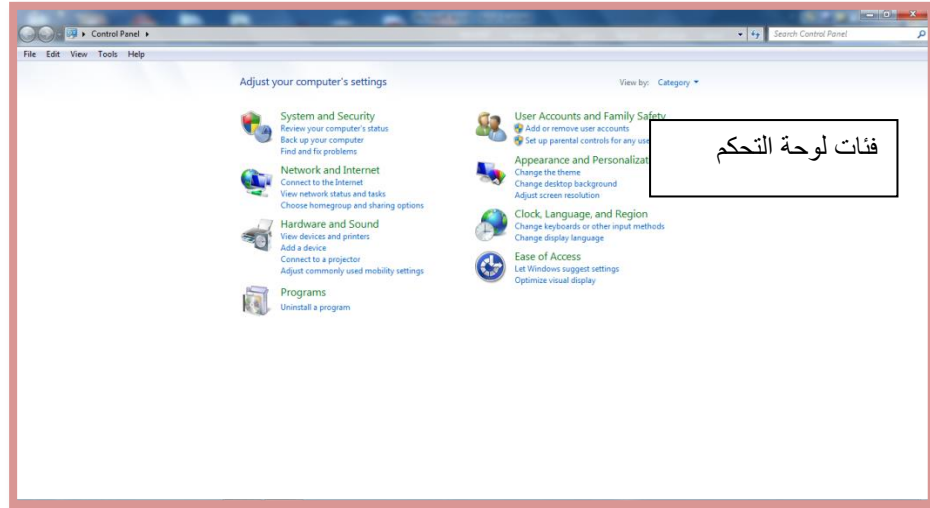 Control Panel
Search Control Panel
File Edit View Tools Help
Adjust your computer's settings
View by: Category
System and Security
Review your computer's status
Back up your computer
Find and fix problems
Network and Internet
Connect to the Internet
View network status and tasks
Choose homegroup and sharing options
Hardware and Sound
View devices and printers
Add a device
Connect to a projector
Adjust commonly used mobility settings
Programs
Uninstall a program
User Accounts and Family Safety
Add or remove user accounts
Set up parental controls for any use
Appearance and Personalizat
Change the theme
Change desktop background
Adjust screen resolution
Clock, Language, and Region
Change keyboards or other input methods
Change display language
Ease of Access
Let Windows suggest settings
Optimize visual display
فئات لوحة التحكم